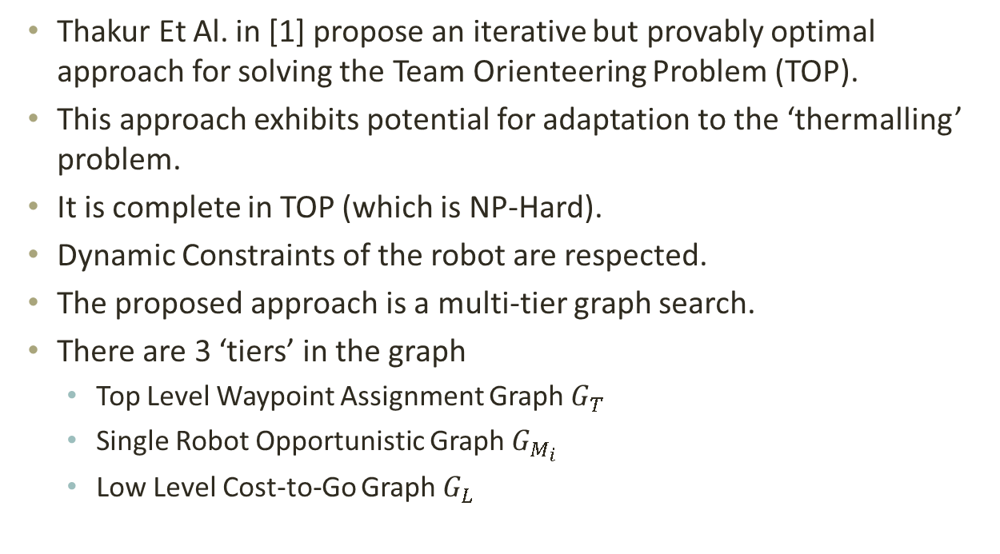 • Thakur Et Al. in [1] propose an iterative but provably optimal
approach for solving the Team Orienteering Problem (TOP).
• This approach exhibits potential for adaptation to the ‘thermalling’
problem.
• It is complete in TOP (which is NP-Hard).
• Dynamic Constraints of the robot are respected.
• The proposed approach is a multi-tier graph search.
• There are 3 ‘tiers’ in the graph
• Top Level Waypoint Assignment Graph G_T
• Single Robot Opportunistic Graph G_{M_i}
• Low Level Cost-to-Go Graph G_L